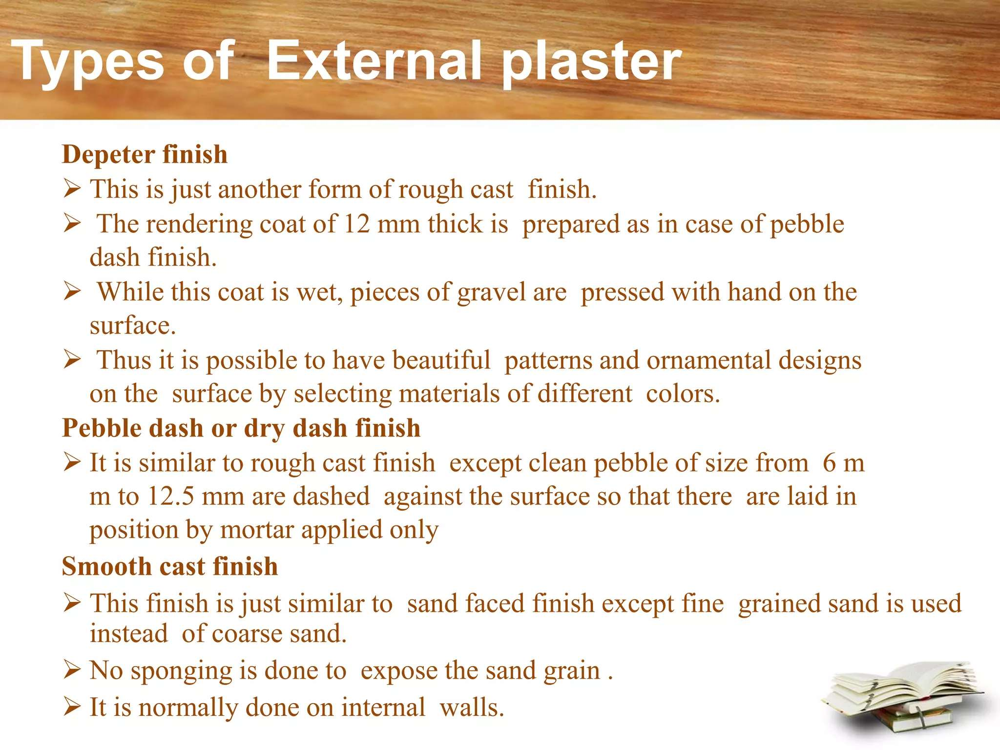 Types of External plaster
Depeter finish
➢ This is just another form of rough cast finish.
➢ The rendering coat of 12 mm thick is prepared as in case of pebble
dash finish.
➢ While this coat is wet, pieces of gravel are pressed with hand on the
surface.
➢ Thus it is possible to have beautiful patterns and ornamental designs
on the surface by selecting materials of different colors.
Pebble dash or dry dash finish
➢ It is similar to rough cast finish except clean pebble of size from 6 m
m to 12.5 mm are dashed against the surface so that there are laid in
position by mortar applied only
Smooth cast finish
➢ This finish is just similar to sand faced finish except fine grained sand is used
instead of coarse sand.
➢ No sponging is done to expose the sand grain .
➢ It is normally done on internal walls.